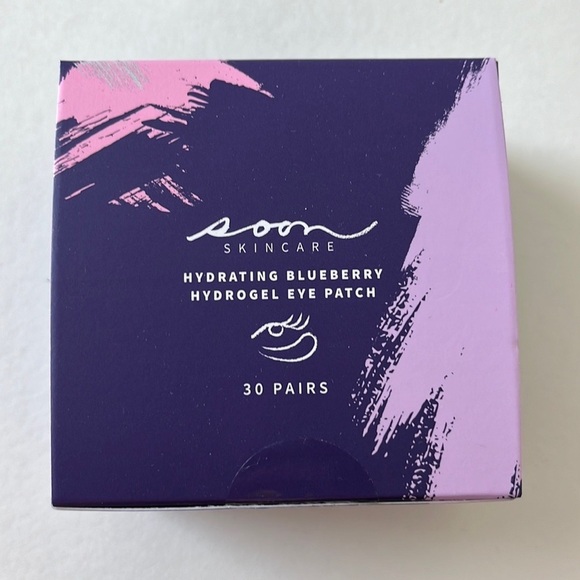 soon
SKINCARE
HYDRATING BLUEBERRY
HYDROGEL EYE PATCH
30 PAIRS